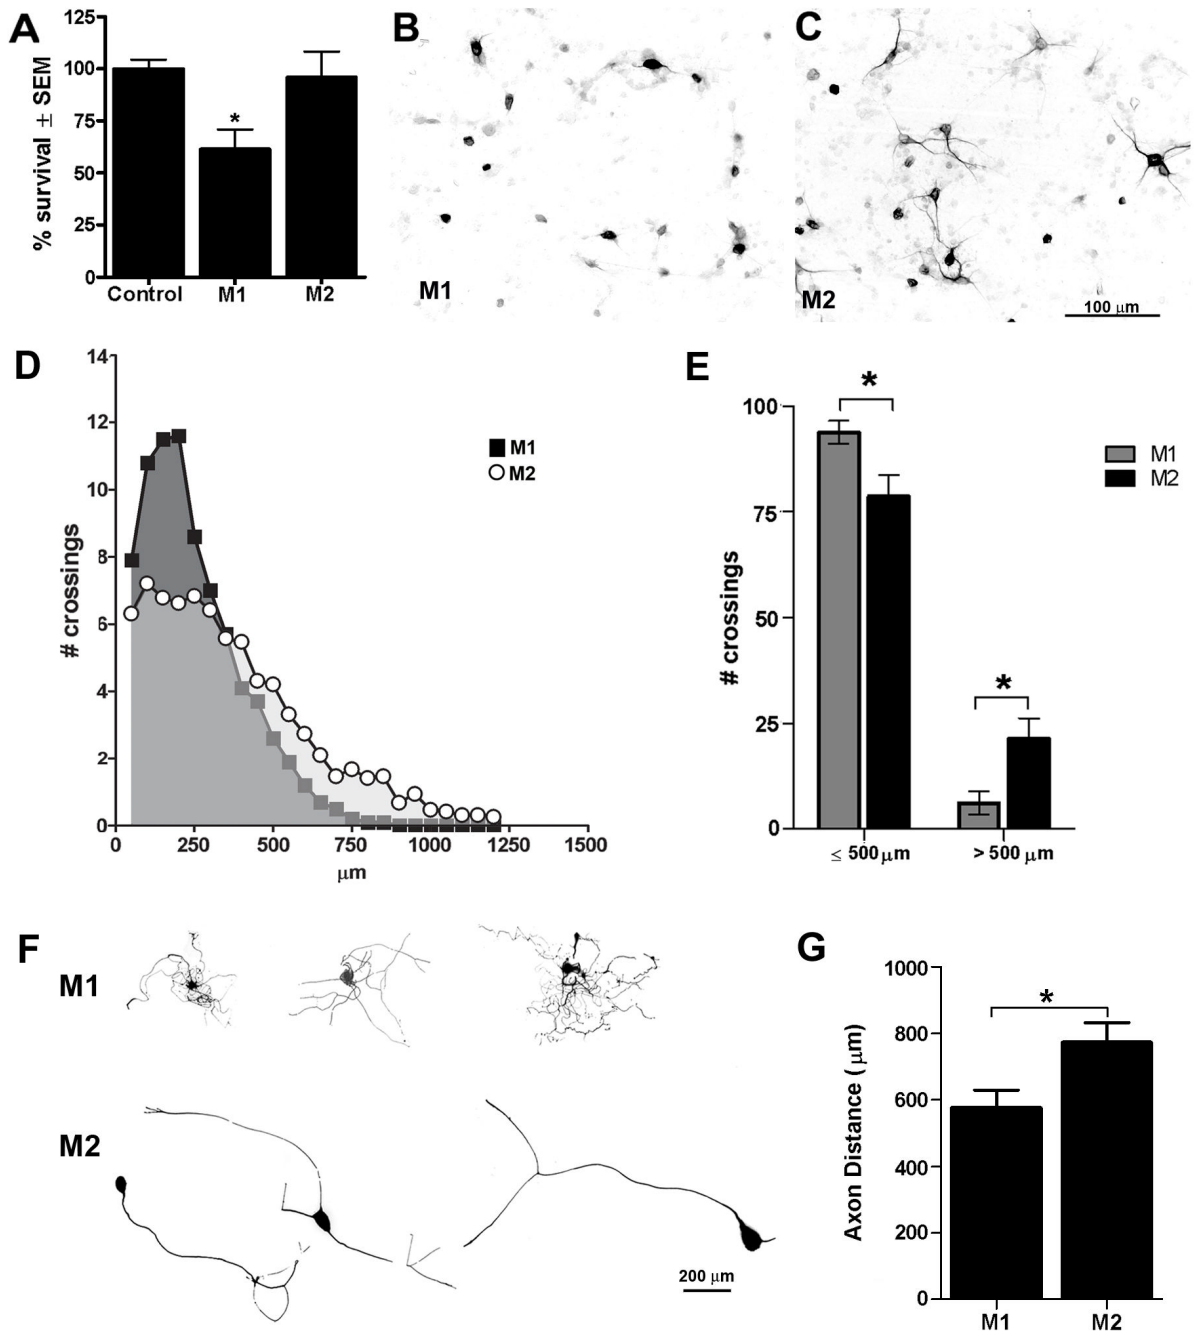 A
% survival ± SEM
125
100
75
50
25
0
*
Control M1 M2
B
M1
C
M2
100 μm
D
# crossings
14
12
10
8
6
4
2
0
0 250 500 750 1000 1250 1500
μm
M1
M2
E
# crossings
100
75
50
25
0
*
*
≤ 500 μm > 500 μm
M1
M2
F
M1
M2
200 μm
G
Axon Distance (μm)
1000
800
600
400
200
0
*
M1 M2